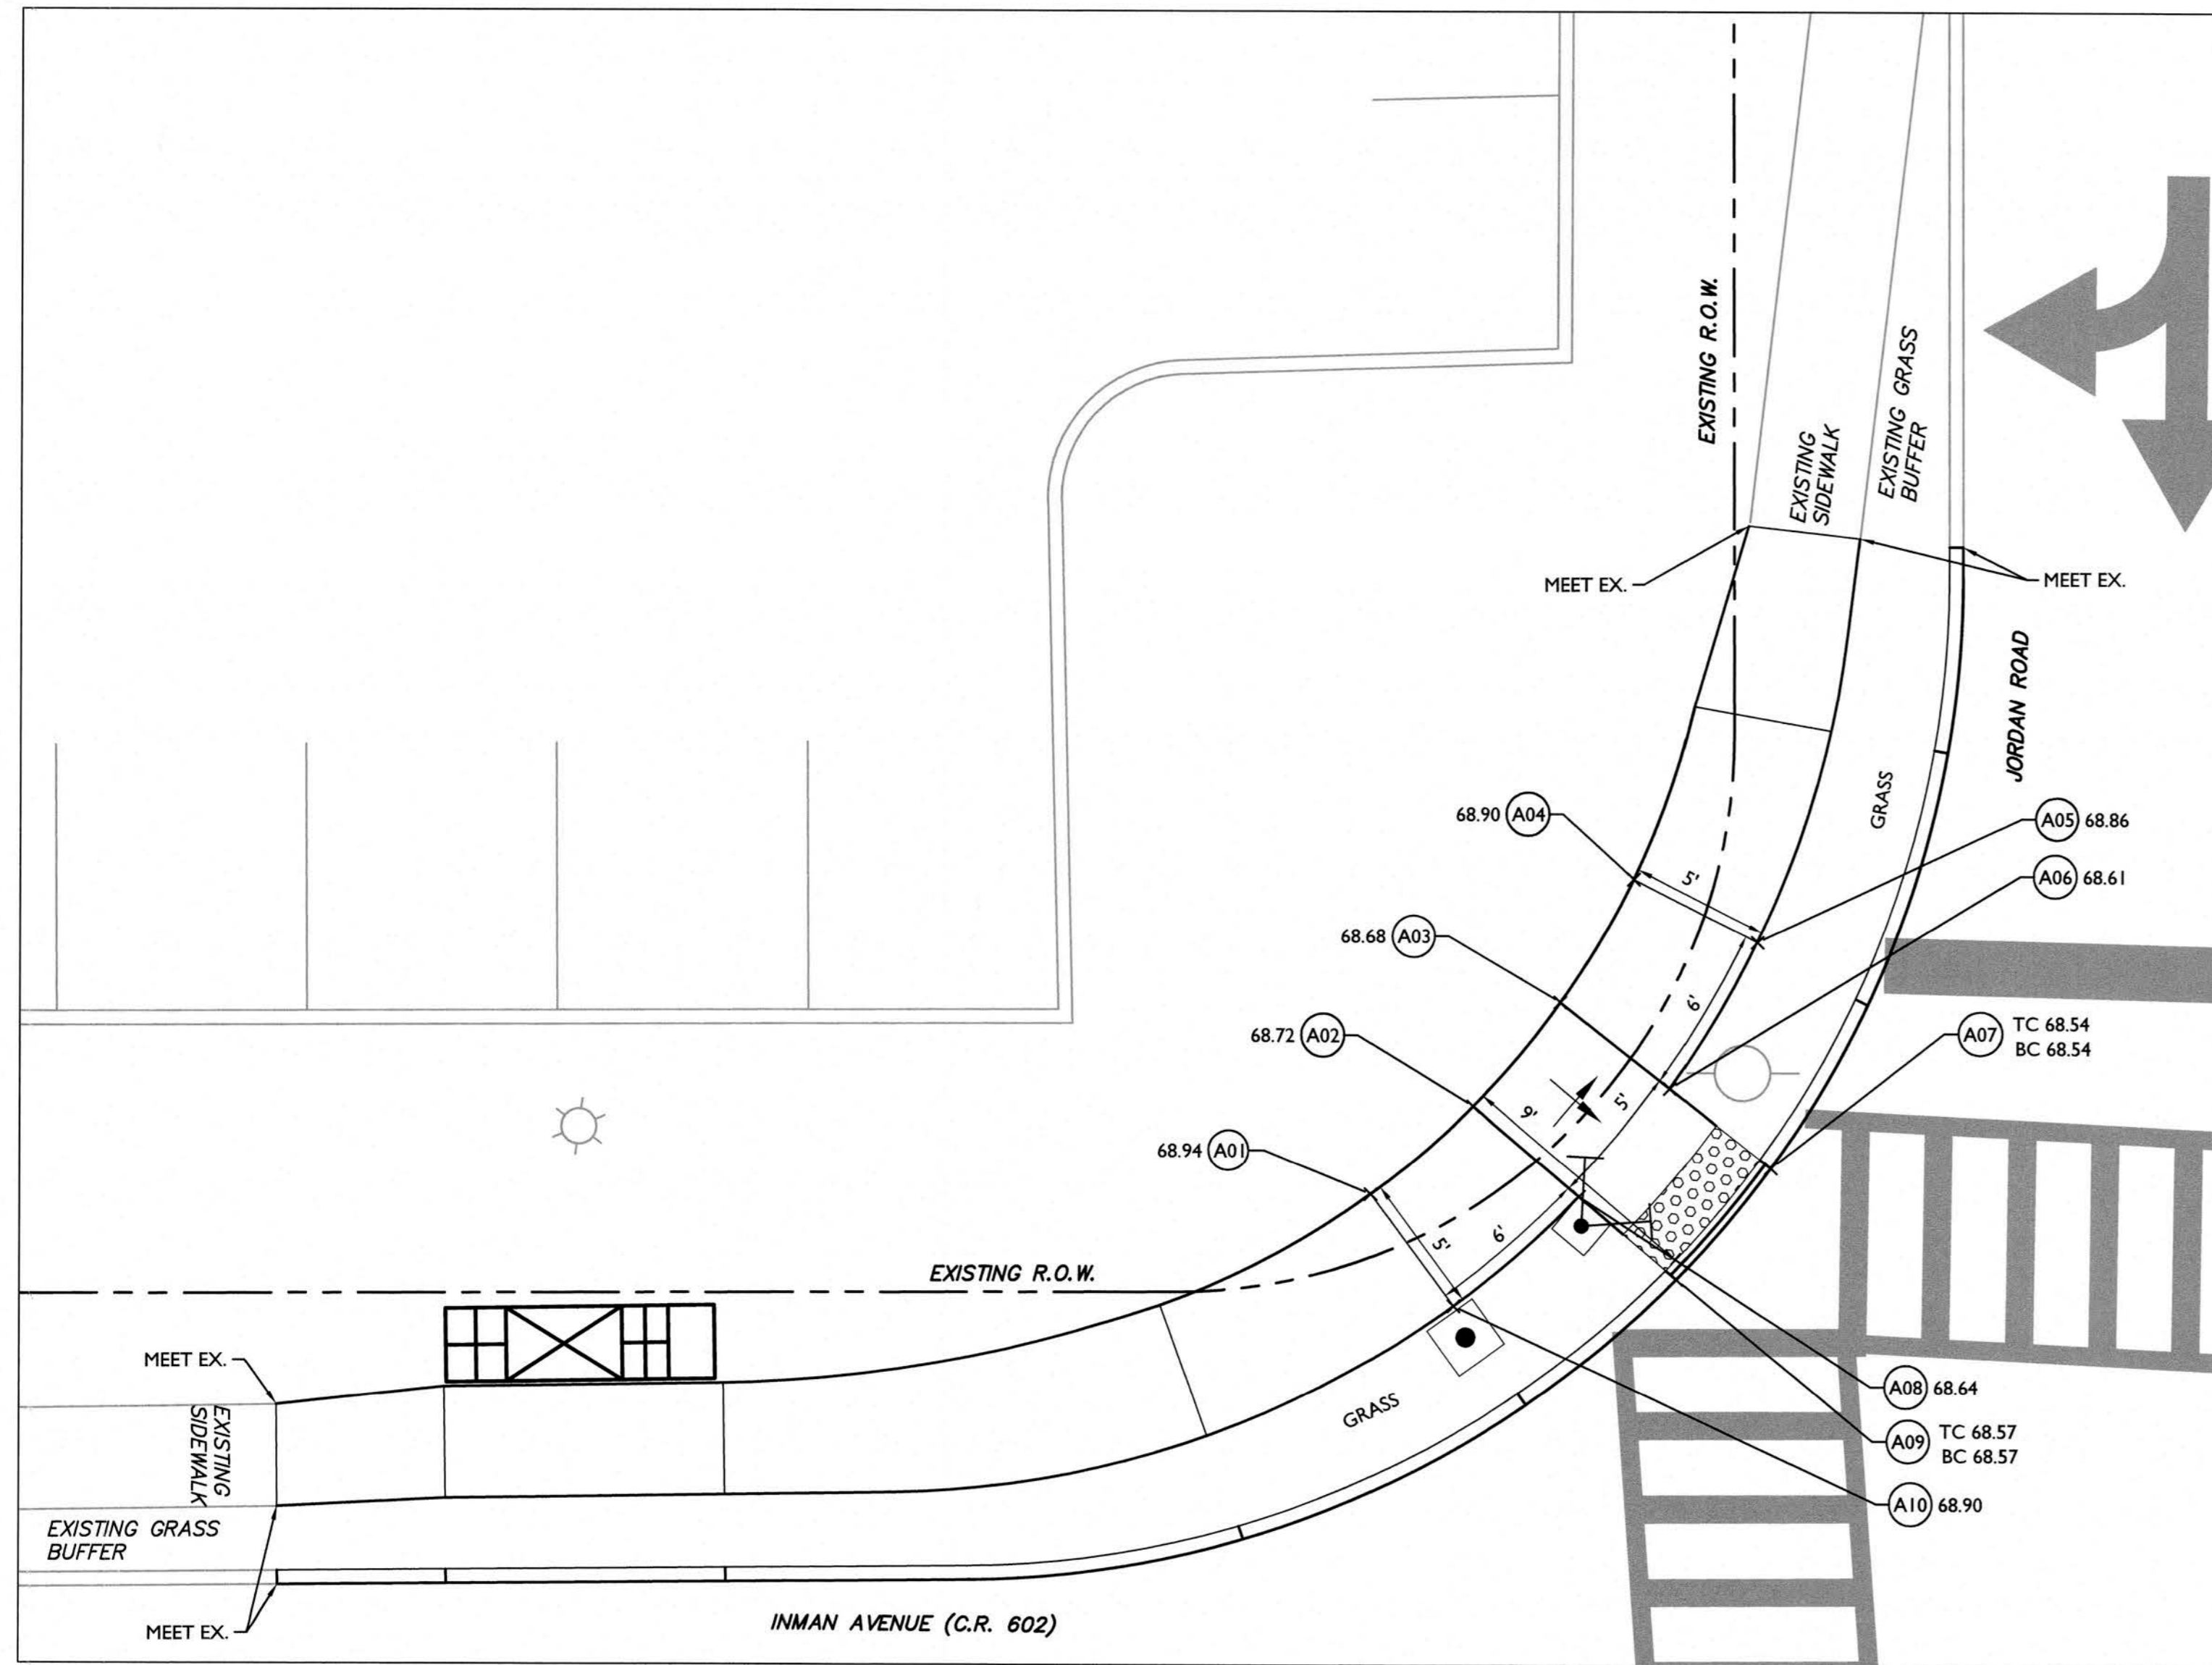 EXISTING R.O.W.
EXISTING
SIDEWALK
EXISTING GRASS
BUFFER
MEET EX.
MEET EX.
JORDAN ROAD
GRASS
68.90 A04
5'
A05 68.86
A06 68.61
68.68 A03
6'
A07 TC 68.54
BC 68.54
68.72 A02
9'
5'
68.94 A01
5'
6'
EXISTING R.O.W.
MEET EX.
EXISTING
SIDEWALK
GRASS
A08 68.64
A09 TC 68.57
BC 68.57
A10 68.90
EXISTING GRASS
BUFFER
MEET EX.
INMAN AVENUE (C.R. 602)